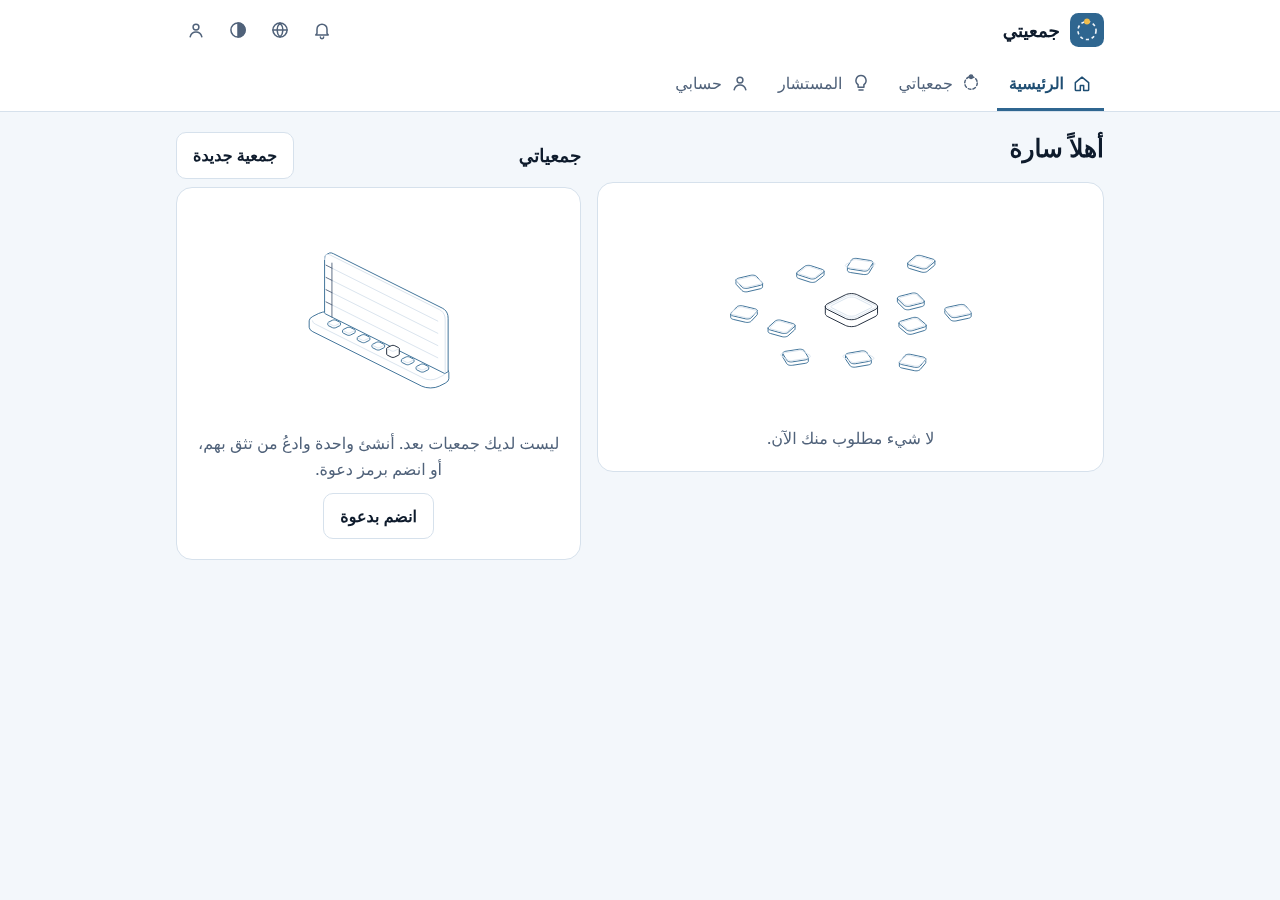 جمعيتي
الرئيسية
جمعياتي
المستشار
حسابي
أهلاً سارة
لا شيء مطلوب منك الآن.
جمعياتي
جمعية جديدة
ليست لديك جمعيات بعد. أنشئ واحدة وادعُ من تثق بهم،
أو انضم برمز دعوة.
انضم بدعوة